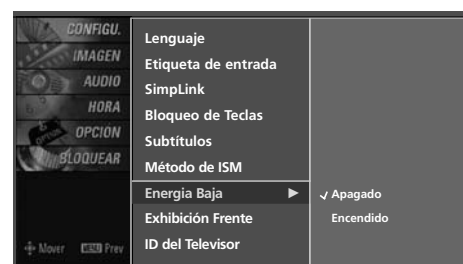 CONFIGU.
IMAGEN
AUDIO
HORA
OPCION
BLOQUEAR
Mover MENU Prev
Lenguaje
Etiqueta de entrada
SimpLink
Bloqueo de Teclas
Subtítulos
Método de ISM
Energia Baja ▶
Exhibición Frente
ID del Televisor
✓ Apagado
Encendido